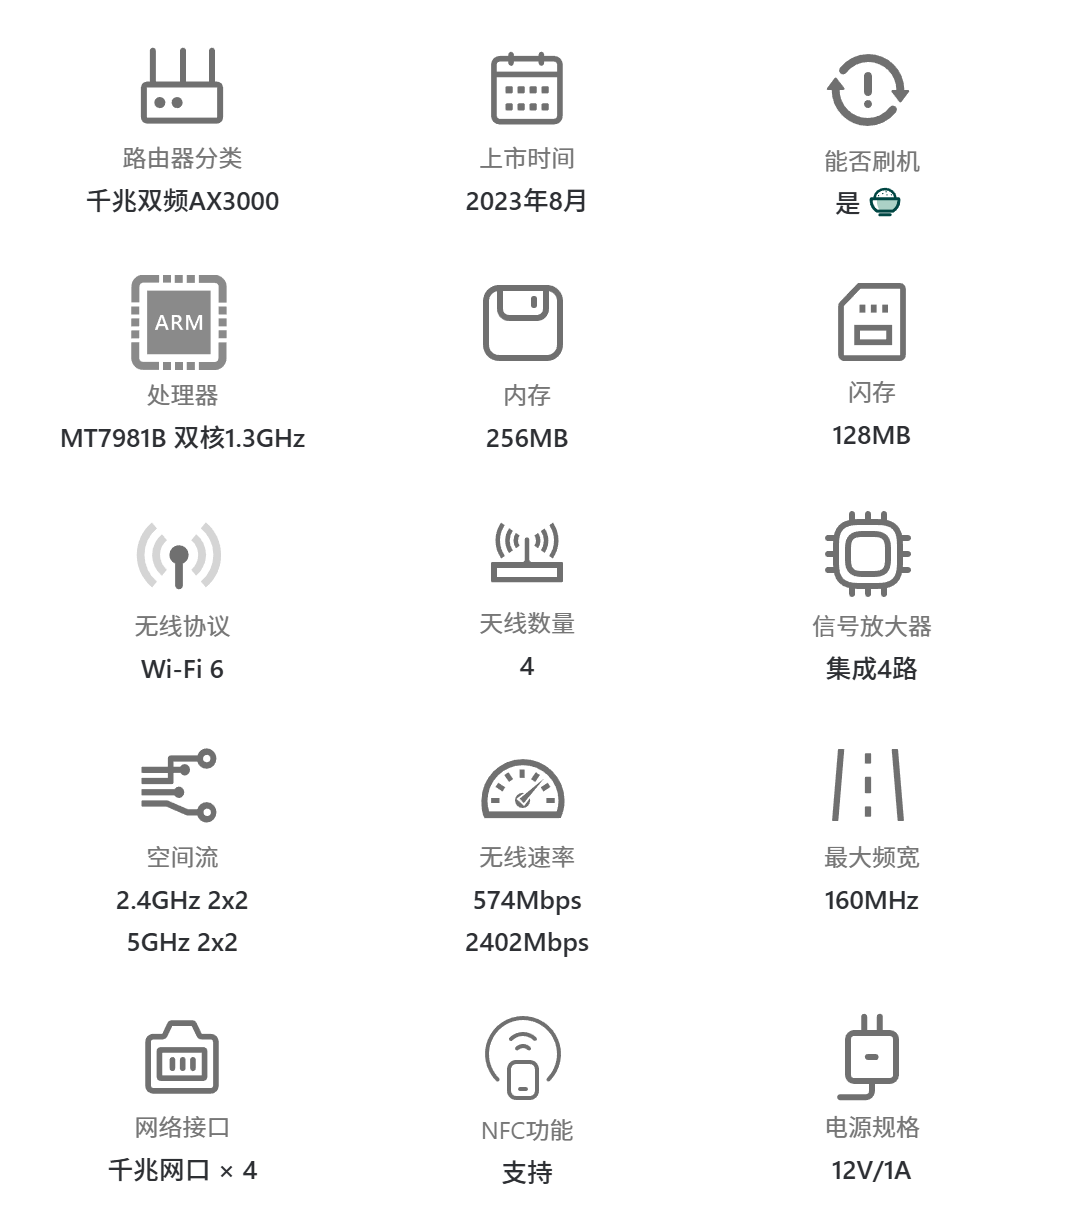 路由器分类
千兆双频AX3000
上市时间
2023年8月
能否刷机
是
ARM
处理器
MT7981B 双核1.3GHz
内存
256MB
闪存
128MB
无线协议
Wi-Fi 6
天线数量
4
信号放大器
集成4路
空间流
2.4GHz 2x2
5GHz 2x2
无线速率
574Mbps
2402Mbps
最大频宽
160MHz
网络接口
千兆网口 × 4
NFC功能
支持
电源规格
12V/1A